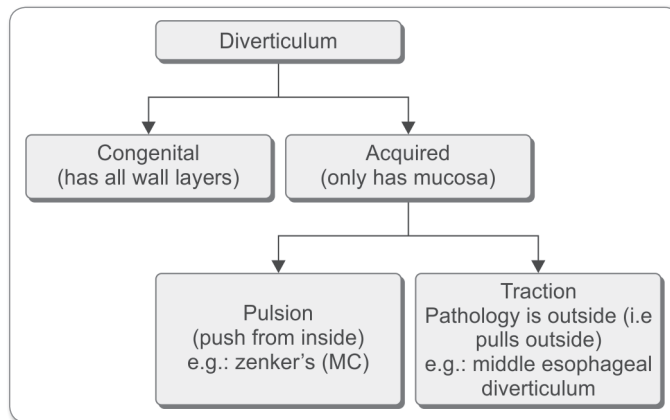 Diverticulum
Congenital
(has all wall layers)
Acquired
(only has mucosa)
Pulsion
(push from inside)
e.g.: zenker's (MC)
Traction
Pathology is outside (i.e
pulls outside)
e.g.: middle esophageal
diverticulum